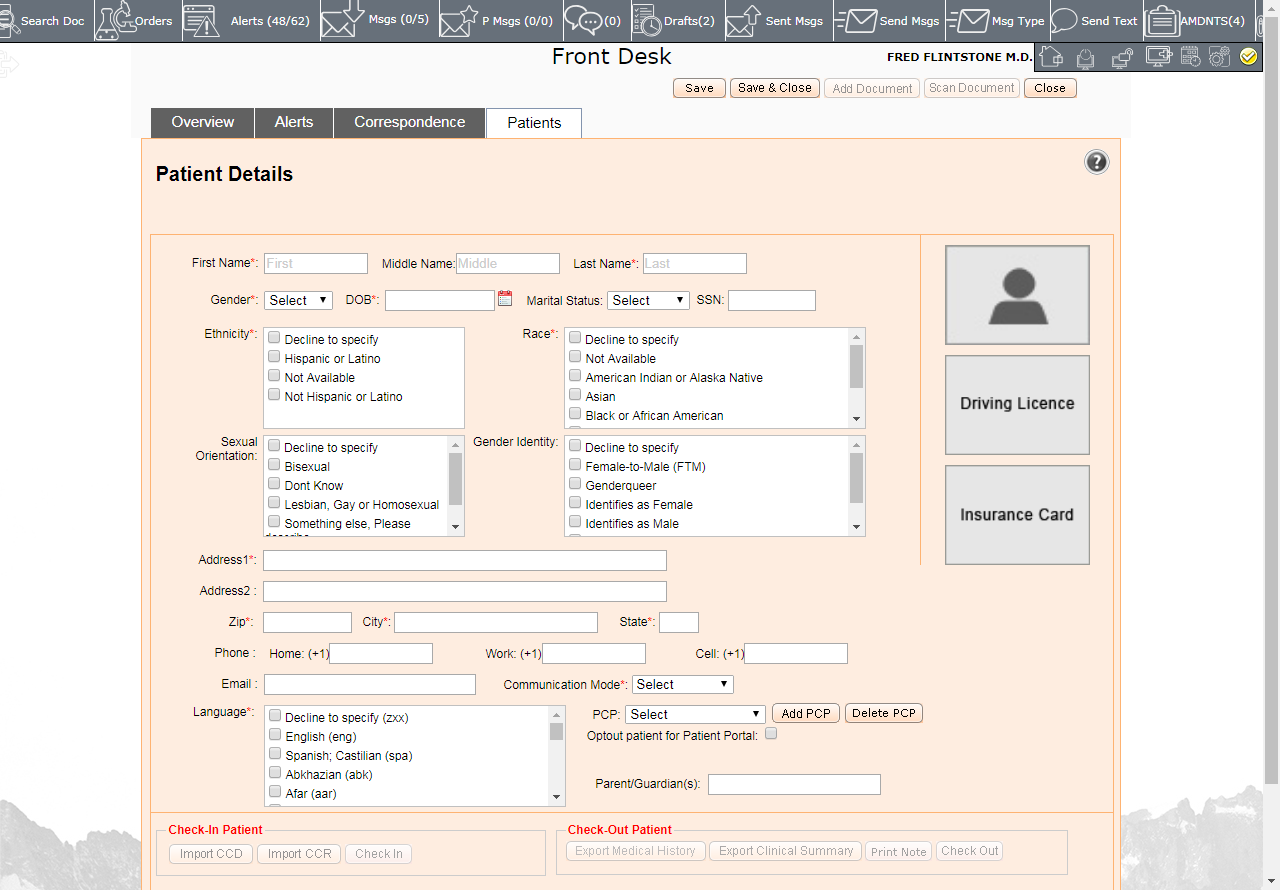 Search Doc Orders Alerts (48/62) Msgs (0/5) P Msgs (0/0) (0) Drafts(2) Sent Msgs Send Msgs Msg Type Send Text AMDNTS(4)
Front Desk FRED FLINTSTONE M.D.
Save Save & Close Add Document Scan Document Close
Overview Alerts Correspondence Patients
Patient Details ?
First Name*: First Middle Name: Middle Last Name*: Last
Gender*: Select DOB*: Marital Status: Select SSN:
Ethnicity*:
Decline to specify
Hispanic or Latino
Not Available
Not Hispanic or Latino
Race*:
Decline to specify
Not Available
American Indian or Alaska Native
Asian
Black or African American
Sexual
Orientation:
Decline to specify
Bisexual
Dont Know
Lesbian, Gay or Homosexual
Something else, Please
describe
Gender Identity:
Decline to specify
Female-to-Male (FTM)
Genderqueer
Identifies as Female
Identifies as Male
Driving Licence
Insurance Card
Address1*:
Address2 :
Zip*: City*: State*:
Phone : Home: (+1) Work: (+1) Cell: (+1)
Email : Communication Mode*: Select
Language*:
Decline to specify (zxx)
English (eng)
Spanish; Castilian (spa)
Abkhazian (abk)
Afar (aar)
PCP: Select Add PCP Delete PCP
Optout patient for Patient Portal:
Parent/Guardian(s):
Check-In Patient
Import CCD Import CCR Check In
Check-Out Patient
Export Medical History Export Clinical Summary Print Note Check Out